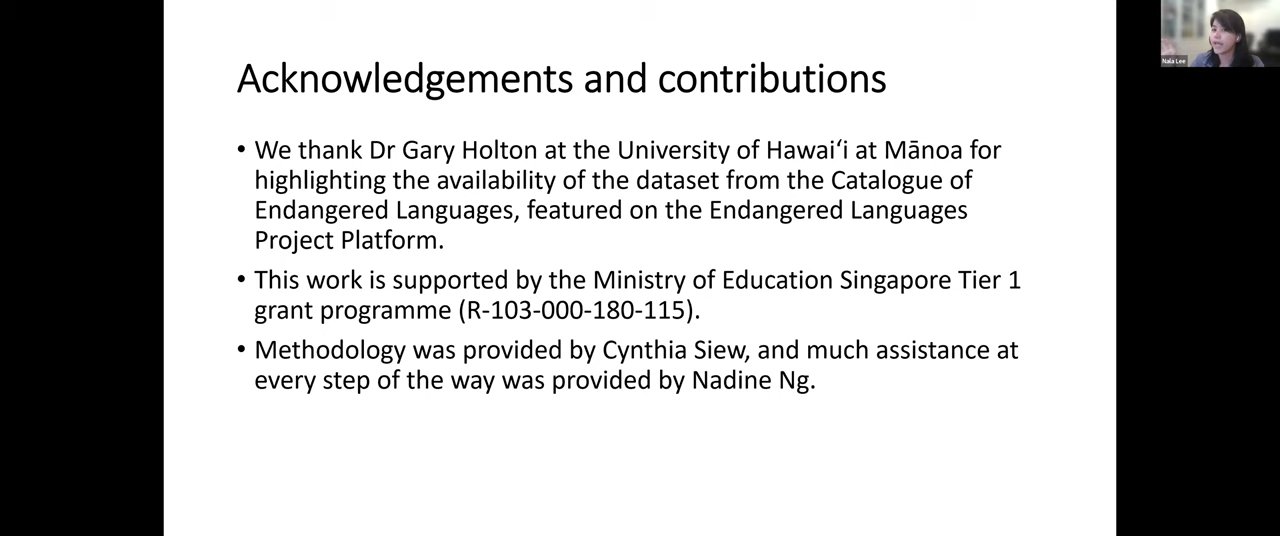 Acknowledgements and contributions
• We thank Dr Gary Holton at the University of Hawaiʻi at Mānoa for
highlighting the availability of the dataset from the Catalogue of
Endangered Languages, featured on the Endangered Languages
Project Platform.
• This work is supported by the Ministry of Education Singapore Tier 1
grant programme (R-103-000-180-115).
• Methodology was provided by Cynthia Siew, and much assistance at
every step of the way was provided by Nadine Ng.
Nala Lee